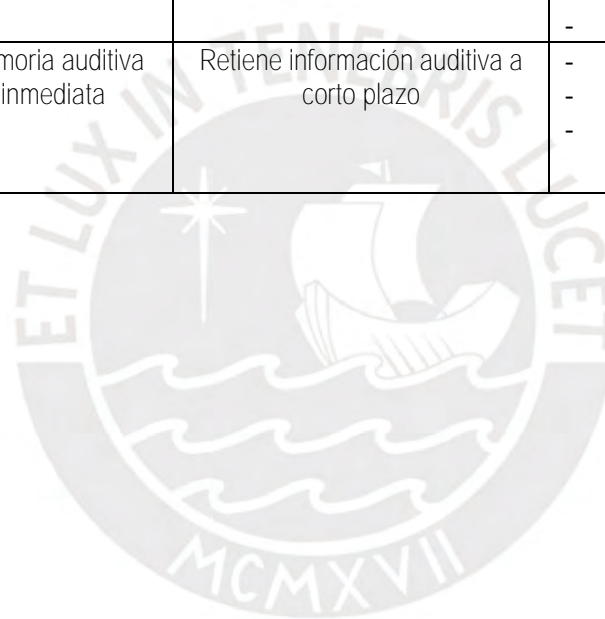 -
moria auditiva Retiene información auditiva a -
inmediata corto plazo -
-
ET LUX IN TENEBRIS LUCET
MCMXVII